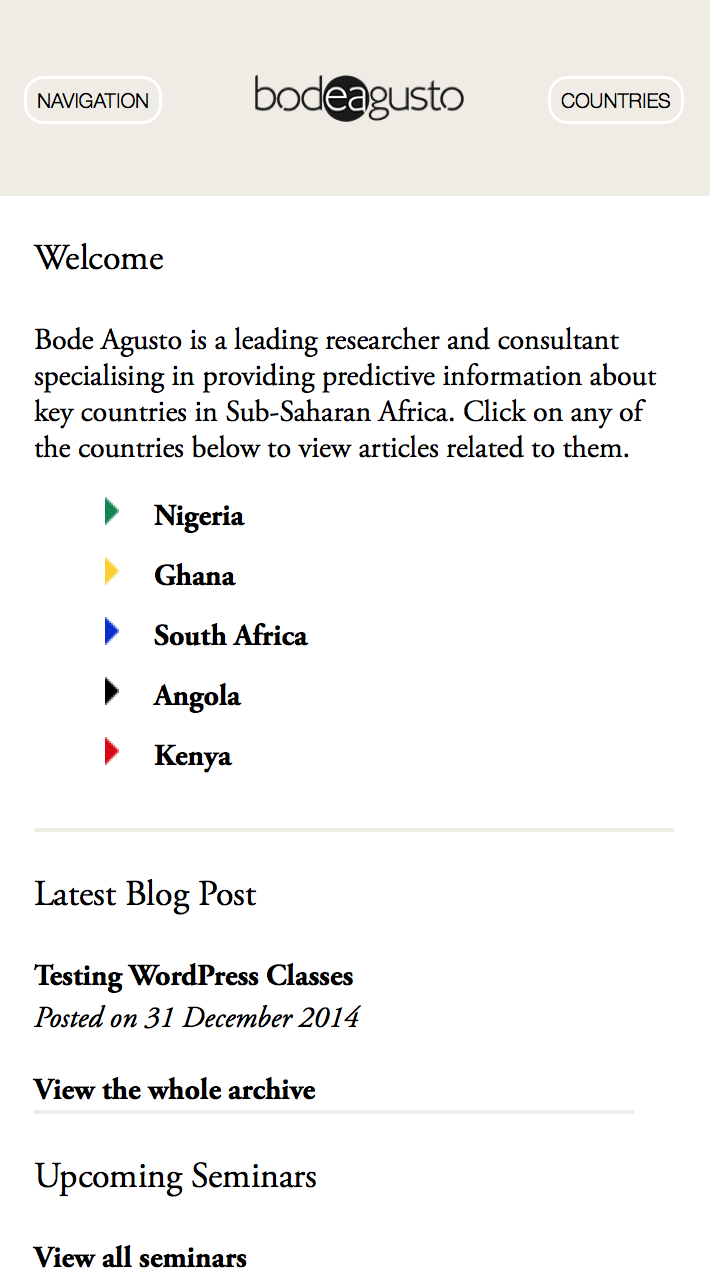 NAVIGATION
bodeagusto
COUNTRIES
Welcome
Bode Agusto is a leading researcher and consultant
specialising in providing predictive information about
key countries in Sub-Saharan Africa. Click on any of
the countries below to view articles related to them.
Nigeria
Ghana
South Africa
Angola
Kenya
Latest Blog Post
Testing WordPress Classes
Posted on 31 December 2014
View the whole archive
Upcoming Seminars
View all seminars